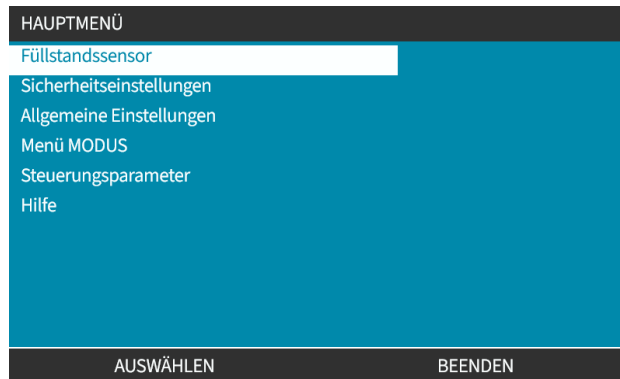 HAUPTMENÜ
Füllstandssensor
Sicherheitseinstellungen
Allgemeine Einstellungen
Menü MODUS
Steuerungsparameter
Hilfe
AUSWÄHLEN BEENDEN